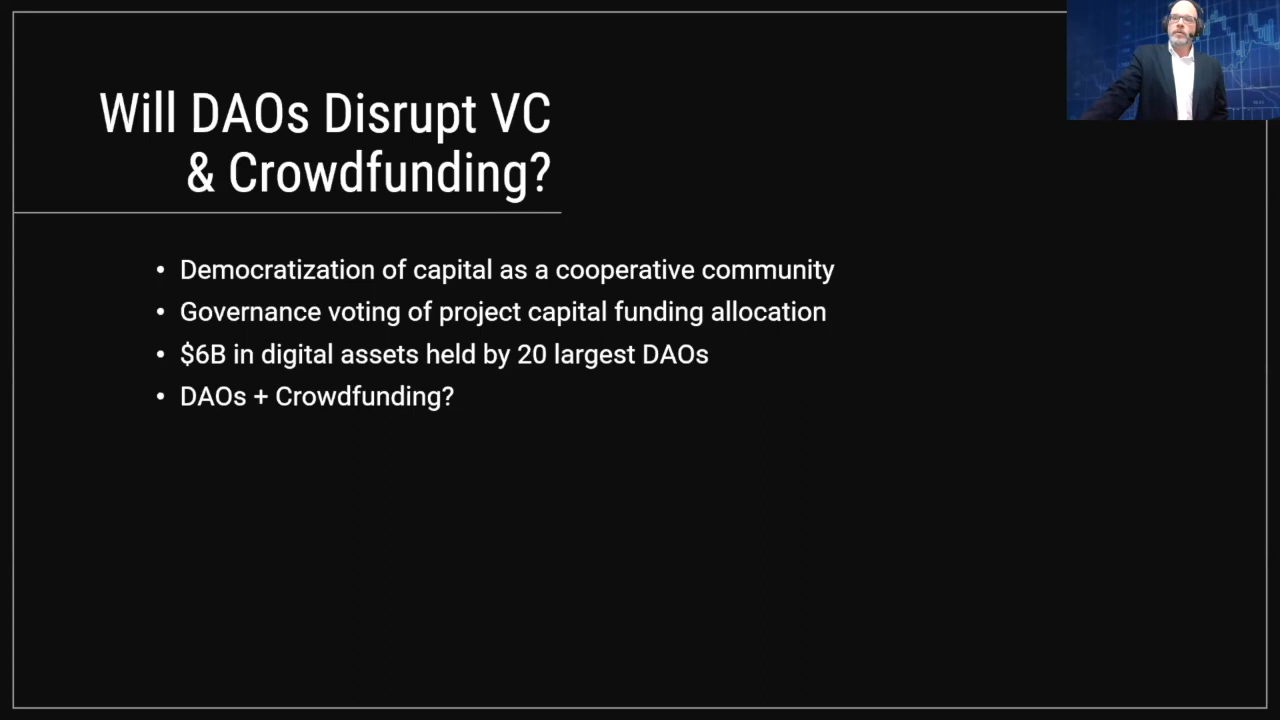 Will DAOs Disrupt VC
& Crowdfunding?
• Democratization of capital as a cooperative community
• Governance voting of project capital funding allocation
• $6B in digital assets held by 20 largest DAOs
• DAOs + Crowdfunding?